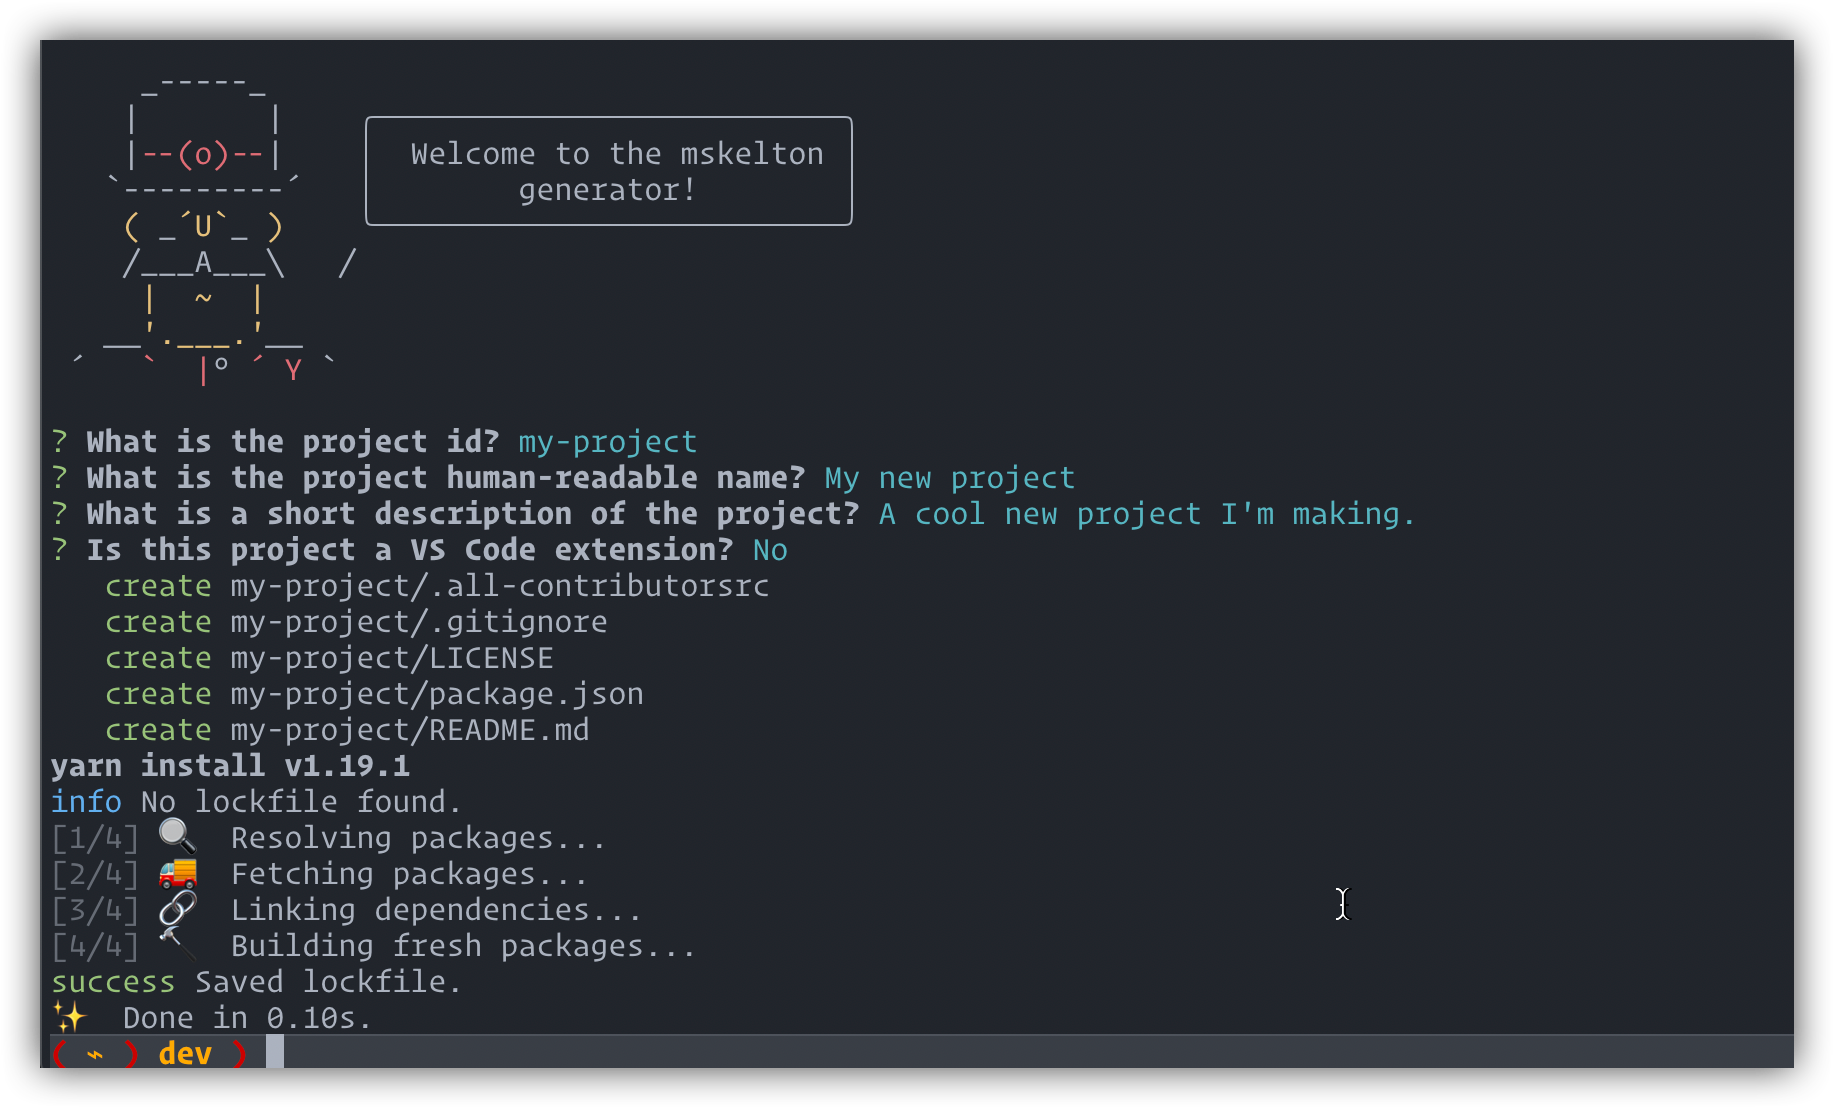 _-----_
    |       |
    |--(o)--|
   `---------´
    ( _´U`_ )
    /___A___\   /
     |  ~  |
   __'.___.'__
 ´   `  |° ´ Y `
Welcome to the mskelton
generator!
? What is the project id? my-project
? What is the project human-readable name? My new project
? What is a short description of the project? A cool new project I'm making.
? Is this project a VS Code extension? No
create my-project/.all-contributorsrc
create my-project/.gitignore
create my-project/LICENSE
create my-project/package.json
create my-project/README.md
yarn install v1.19.1
info No lockfile found.
[1/4] 🔍 Resolving packages...
[2/4] 🚚 Fetching packages...
[3/4] 🔗 Linking dependencies...
[4/4] 🔨 Building fresh packages...
success Saved lockfile.
✨ Done in 0.10s.
( ~ ) dev )